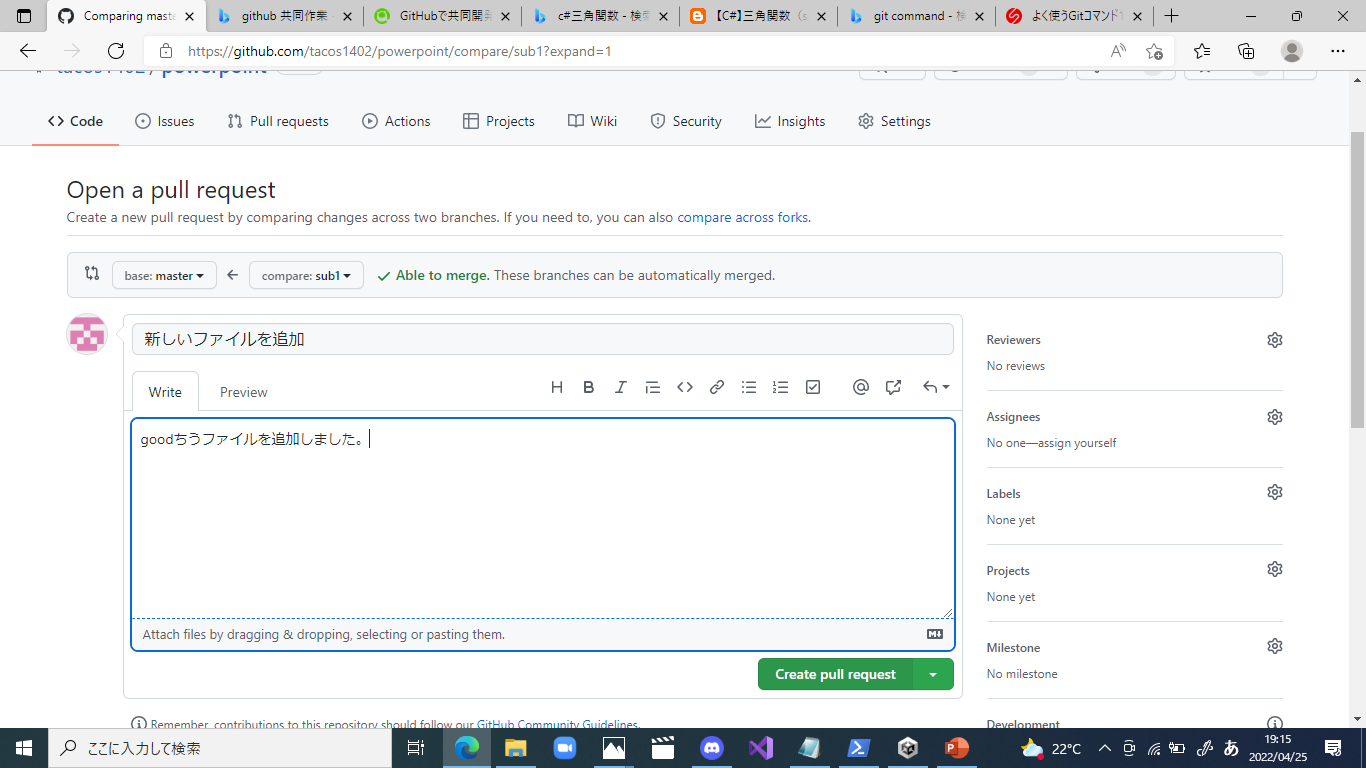 Comparing maste
github 共同作業 -
GitHubで共同開発
c#三角関数 - 検索
【C#】三角関数（s
git command - 検
よく使うGitコマンド1
https://github.com/tacos1402/powerpoint/compare/sub1?expand=1
tacos1402 / powerpoint
Code
Issues
Pull requests
Actions
Projects
Wiki
Security
Insights
Settings
Open a pull request
Create a new pull request by comparing changes across two branches. If you need to, you can also compare across forks.
base: master
compare: sub1
Able to merge. These branches can be automatically merged.
新しいファイルを追加
Write
Preview
goodちうファイルを追加しました。
Attach files by dragging & dropping, selecting or pasting them.
Create pull request
Remember, contributions to this repository should follow our GitHub Community Guidelines.
Reviewers
No reviews
Assignees
No one—assign yourself
Labels
None yet
Projects
None yet
Milestone
No milestone
Development
ここに入力して検索
22°C
あ
19:15
2022/04/25